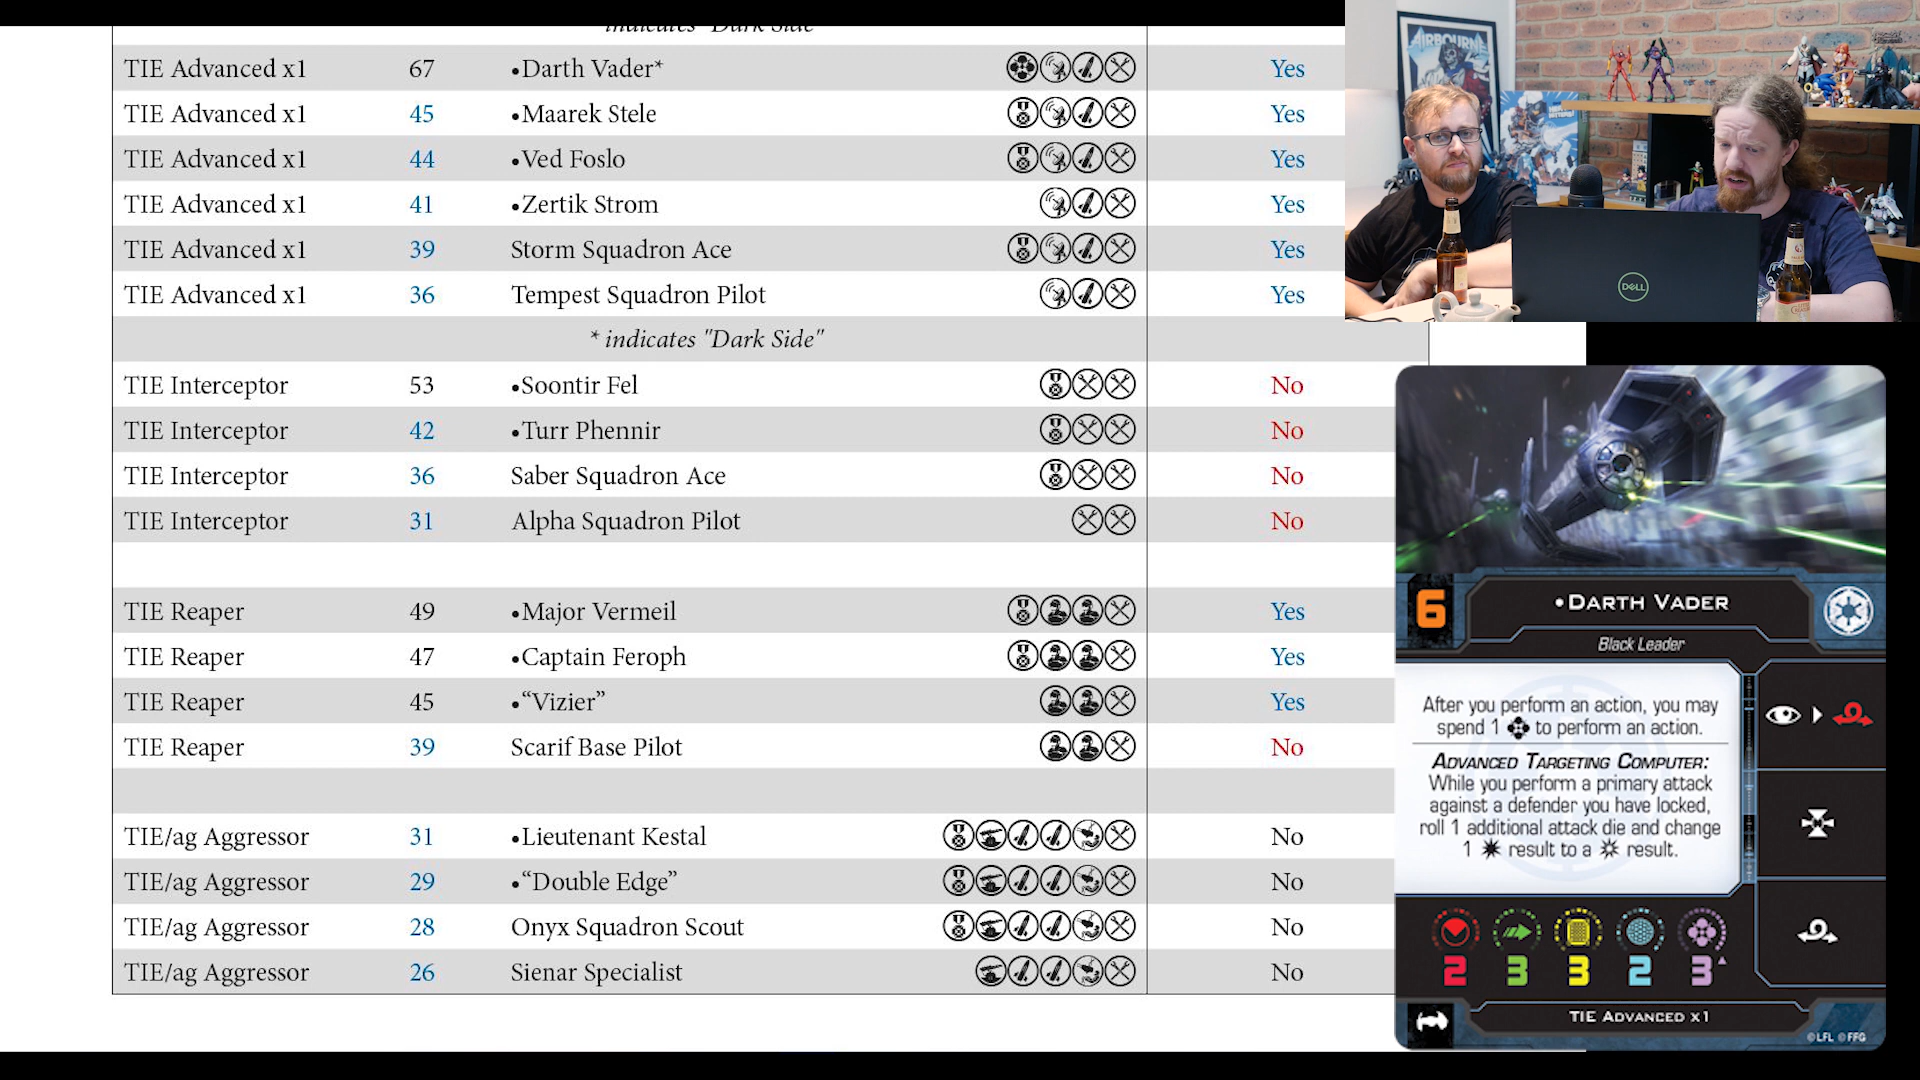 indicates "Dark Side"
TIE Advanced x1 67 •Darth Vader* Yes
TIE Advanced x1 45 •Maarek Stele Yes
TIE Advanced x1 44 •Ved Foslo Yes
TIE Advanced x1 41 •Zertik Strom Yes
TIE Advanced x1 39 Storm Squadron Ace Yes
TIE Advanced x1 36 Tempest Squadron Pilot Yes
* indicates "Dark Side"
TIE Interceptor 53 •Soontir Fel No
TIE Interceptor 42 •Turr Phennir No
TIE Interceptor 36 Saber Squadron Ace No
TIE Interceptor 31 Alpha Squadron Pilot No
TIE Reaper 49 •Major Vermeil Yes
TIE Reaper 47 •Captain Feroph Yes
TIE Reaper 45 •“Vizier” Yes
TIE Reaper 39 Scarif Base Pilot No
TIE/ag Aggressor 31 •Lieutenant Kestal No
TIE/ag Aggressor 29 •“Double Edge” No
TIE/ag Aggressor 28 Onyx Squadron Scout No
TIE/ag Aggressor 26 Sienar Specialist No
AIRBOURNE
DELL
6 •DARTH VADER
Black Leader
After you perform an action, you may
spend 1 to perform an action.
ADVANCED TARGETING COMPUTER:
While you perform a primary attack
against a defender you have locked,
roll 1 additional attack die and change
1 result to a result.
2 3 3 2 3
TIE ADVANCED X1
©LFL ©FFG